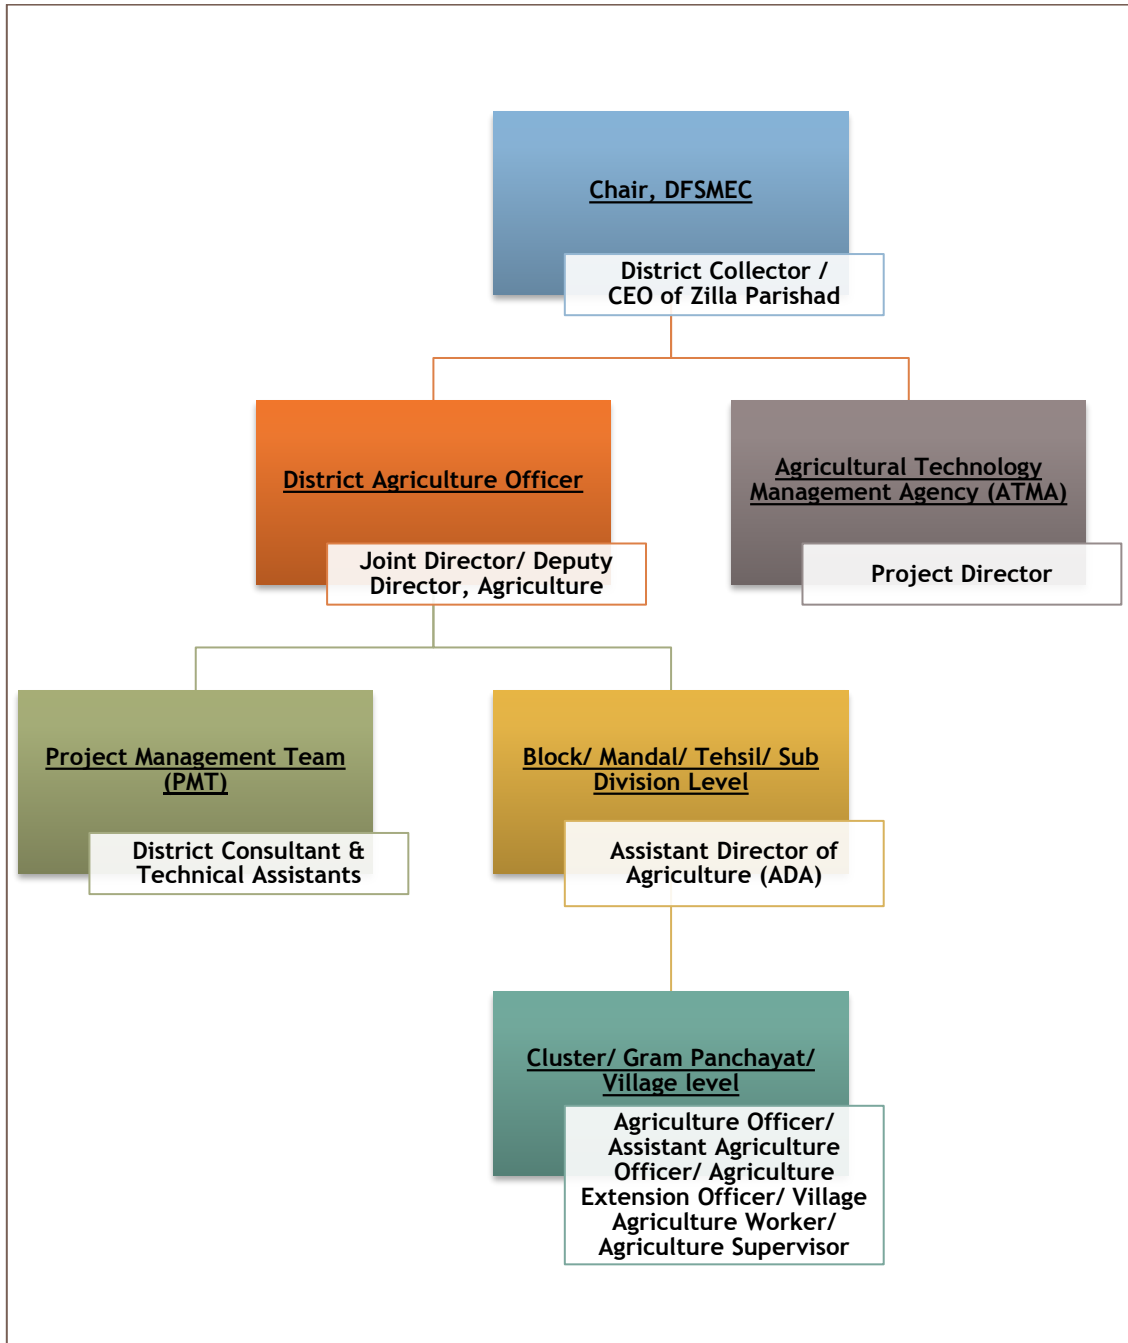 Chair, DFSMEC
District Collector /
CEO of Zilla Parishad
District Agriculture Officer
Joint Director/ Deputy
Director, Agriculture
Agricultural Technology
Management Agency (ATMA)
Project Director
Project Management Team
(PMT)
District Consultant &
Technical Assistants
Block/ Mandal/ Tehsil/ Sub
Division Level
Assistant Director of
Agriculture (ADA)
Cluster/ Gram Panchayat/
Village level
Agriculture Officer/
Assistant Agriculture
Officer/ Agriculture
Extension Officer/ Village
Agriculture Worker/
Agriculture Supervisor